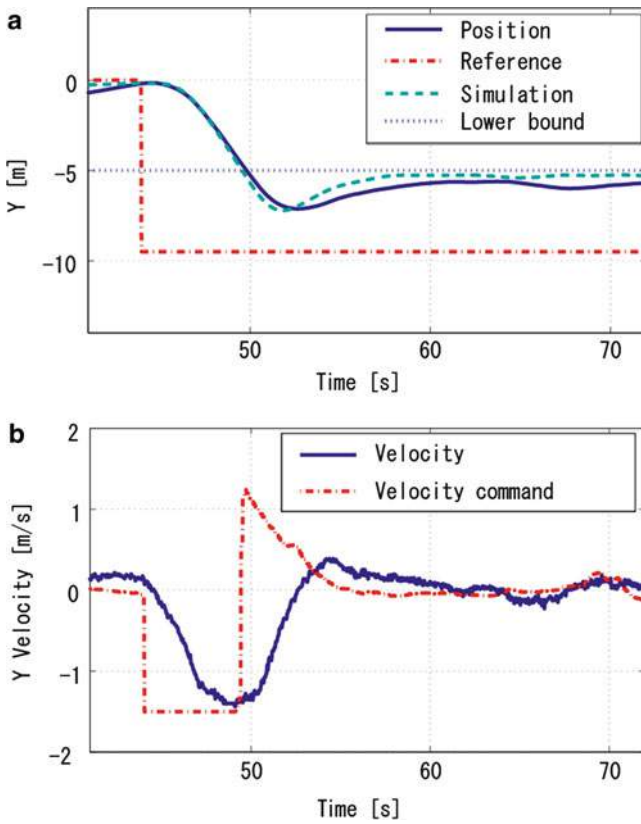 a
Position
Reference
Simulation
Lower bound
0
-5
-10
Y [m]
50
60
70
Time [s]
b
Velocity
Velocity command
2
1
0
-1
-2
Y Velocity [m/s]
50
60
70
Time [s]